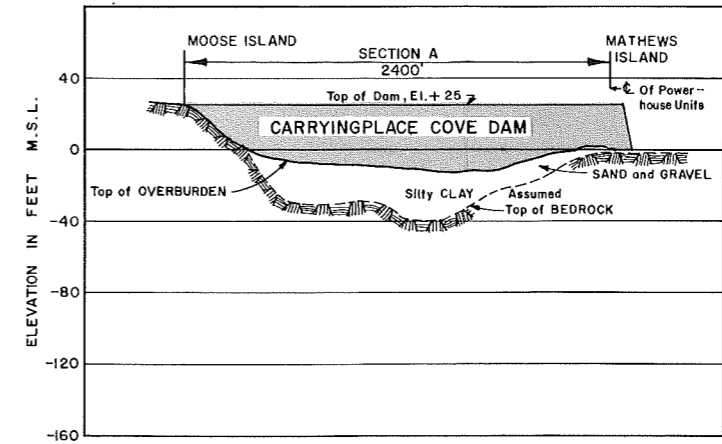 MOOSE ISLAND
MATHEWS
ISLAND
SECTION A
2400'
℄ Of Power-
house Units
Top of Dam, El. + 25
CARRYINGPLACE COVE DAM
Top of OVERBURDEN
SAND and GRAVEL
Silty CLAY
Assumed
Top of BEDROCK
ELEVATION IN FEET M.S.L.
40
0
-40
-80
-120
-160